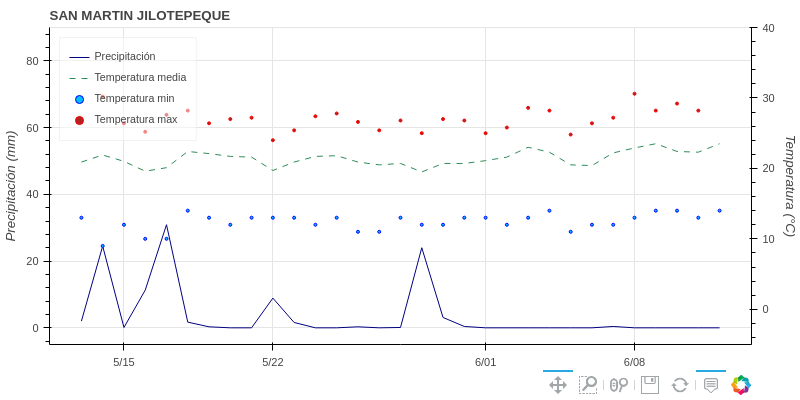 SAN MARTIN JILOTEPEQUE
Precipitación
Temperatura media
Temperatura min
Temperatura max
Precipitación (mm)
80
60
40
20
0
Temperatura (°C)
40
30
20
10
0
5/15
5/22
6/01
6/08